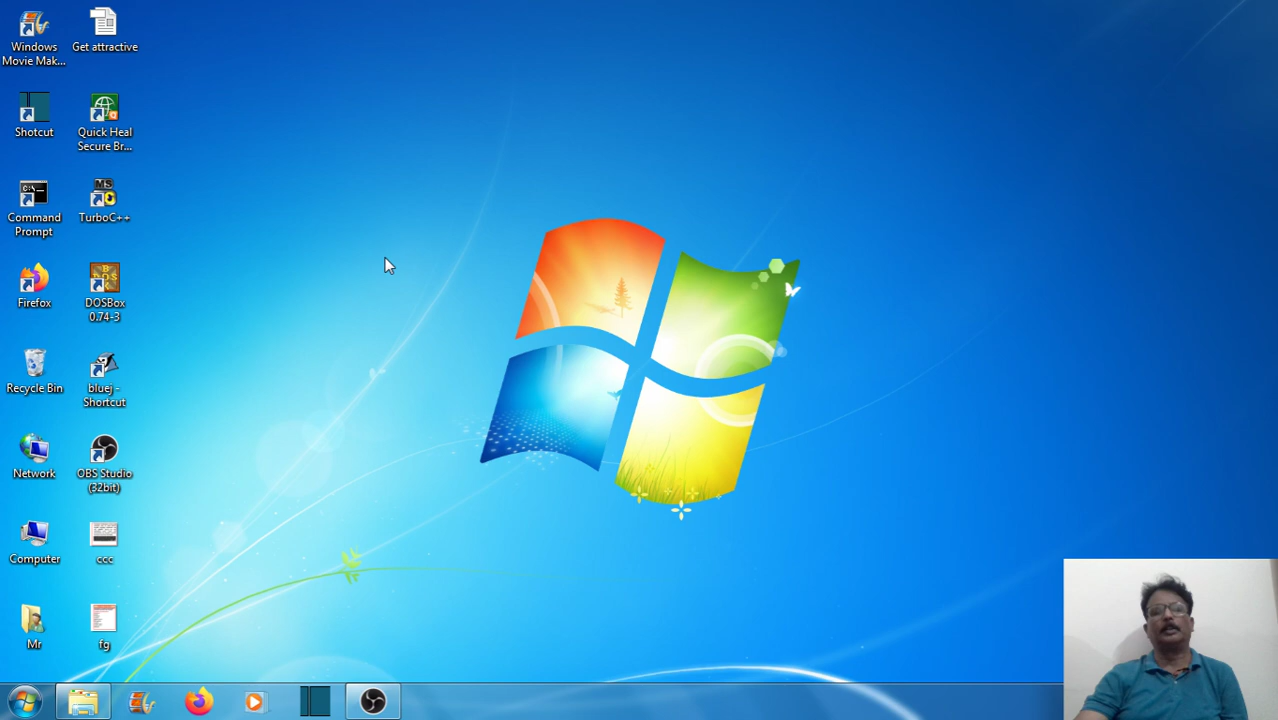 Windows
Movie Mak...
Get attractive
Shotcut
Quick Heal
Secure Br...
C:\
Command
Prompt
MS
TurboC++
Firefox
DOSBox
0.74-3
Recycle Bin
bluej -
Shortcut
Network
OBS Studio
(32bit)
Computer
ccc
Mr
fg